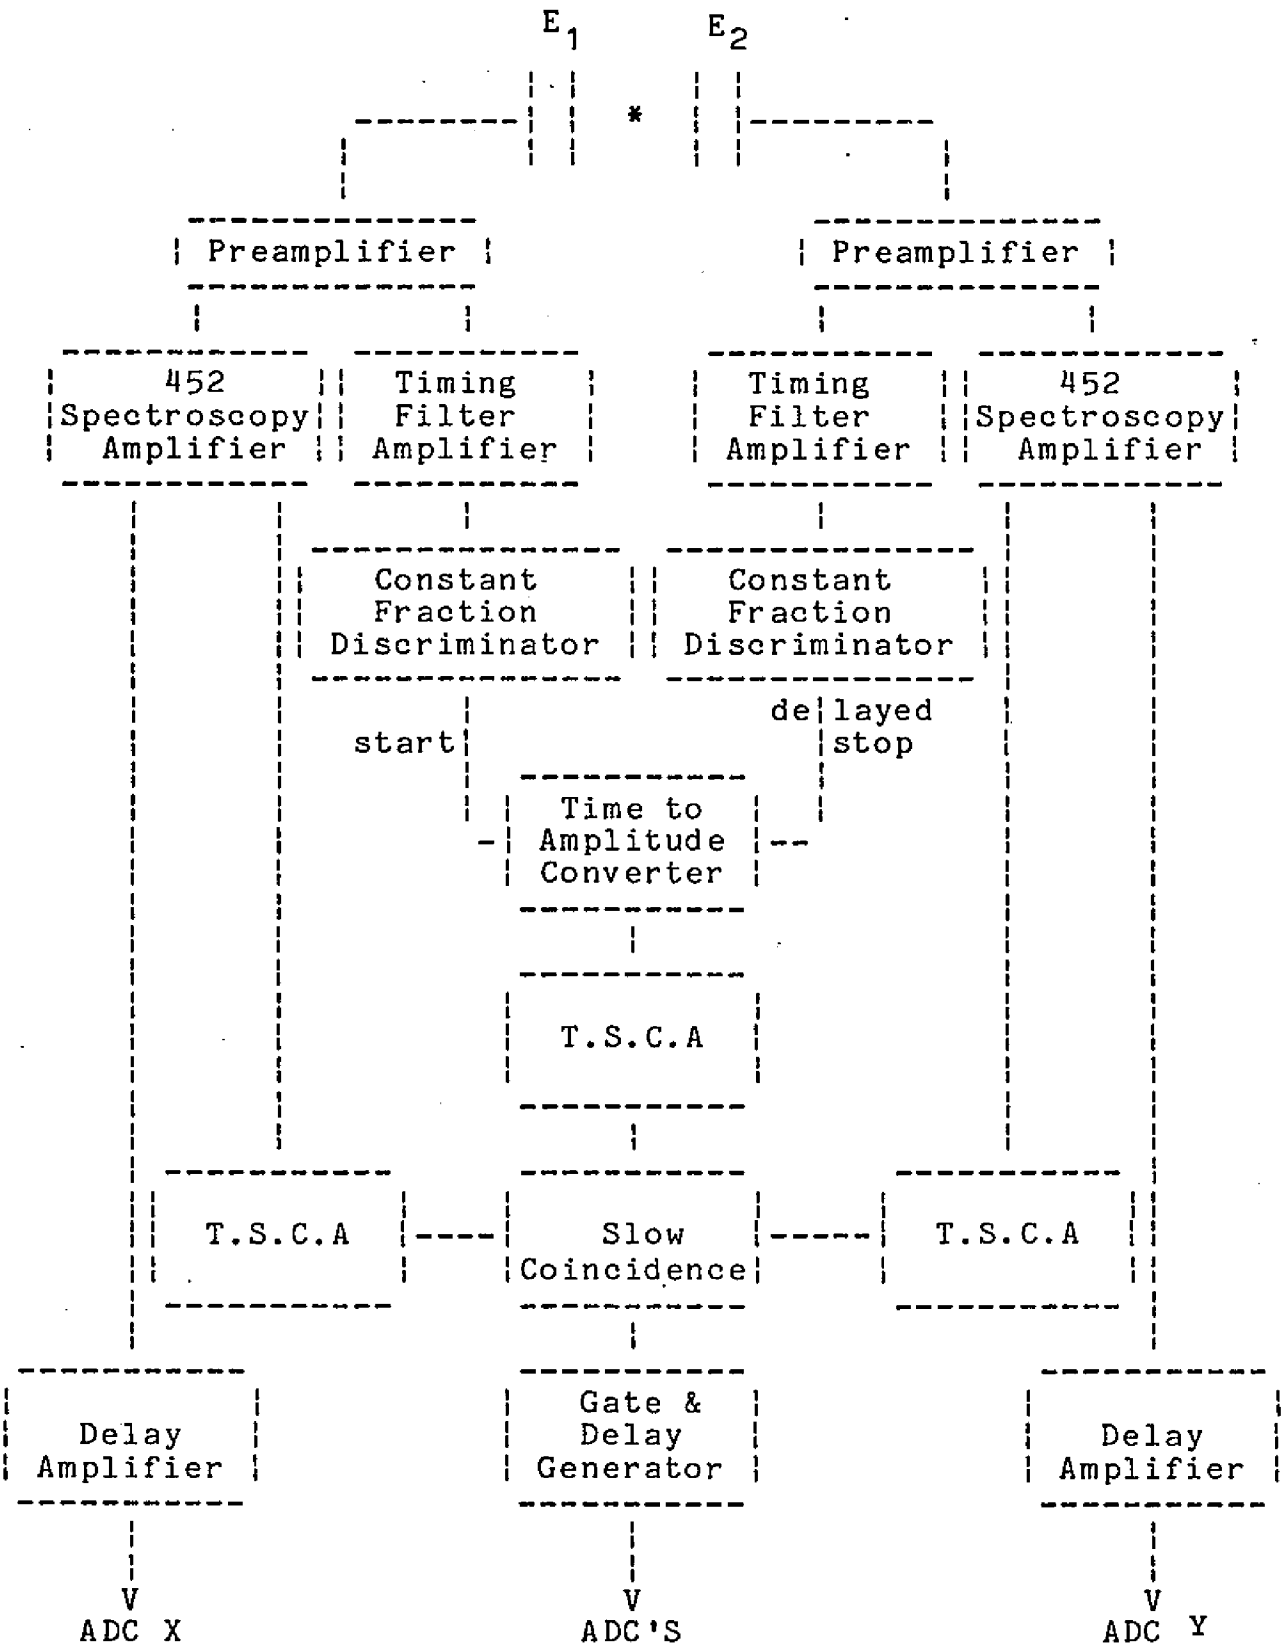 E1 E2
*
Preamplifier Preamplifier
452 Timing Timing 452
Spectroscopy Filter Filter Spectroscopy
Amplifier Amplifier Amplifier Amplifier
Constant Constant
Fraction Fraction
Discriminator Discriminator
delayed
start stop
Time to
Amplitude
Converter
T.S.C.A
T.S.C.A Slow T.S.C.A
Coincidence
Gate &
Delay Delay Delay
Amplifier Generator Amplifier
V V V
ADC X ADC'S ADC Y